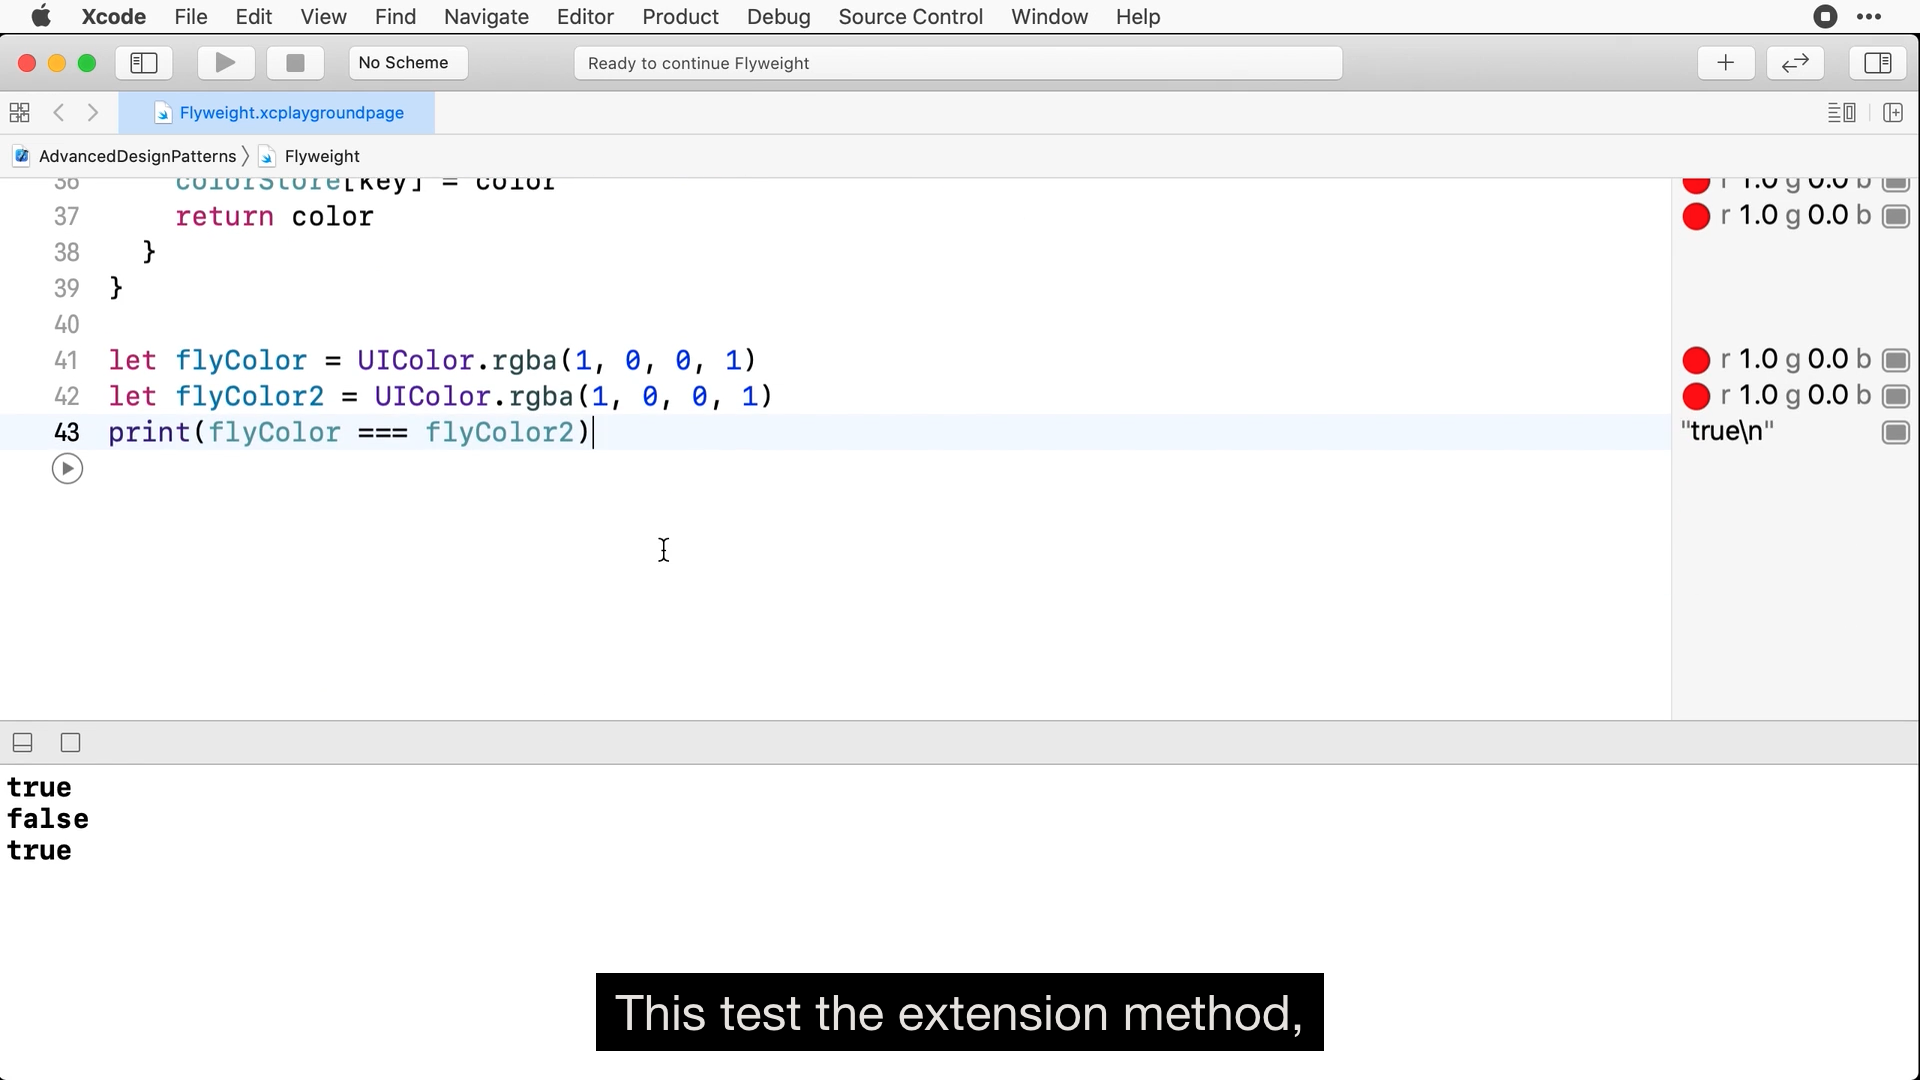 Xcode File Edit View Find Navigate Editor Product Debug Source Control Window Help
No Scheme
Ready to continue Flyweight
Flyweight.xcplaygroundpage
AdvancedDesignPatterns Flyweight
36 colorStore[key] = color r 1.0 g 0.0 b
37 return color r 1.0 g 0.0 b
38 }
39 }
40
41 let flyColor = UIColor.rgba(1, 0, 0, 1) r 1.0 g 0.0 b
42 let flyColor2 = UIColor.rgba(1, 0, 0, 1) r 1.0 g 0.0 b
43 print(flyColor === flyColor2) "true\n"
true
false
true
This test the extension method,